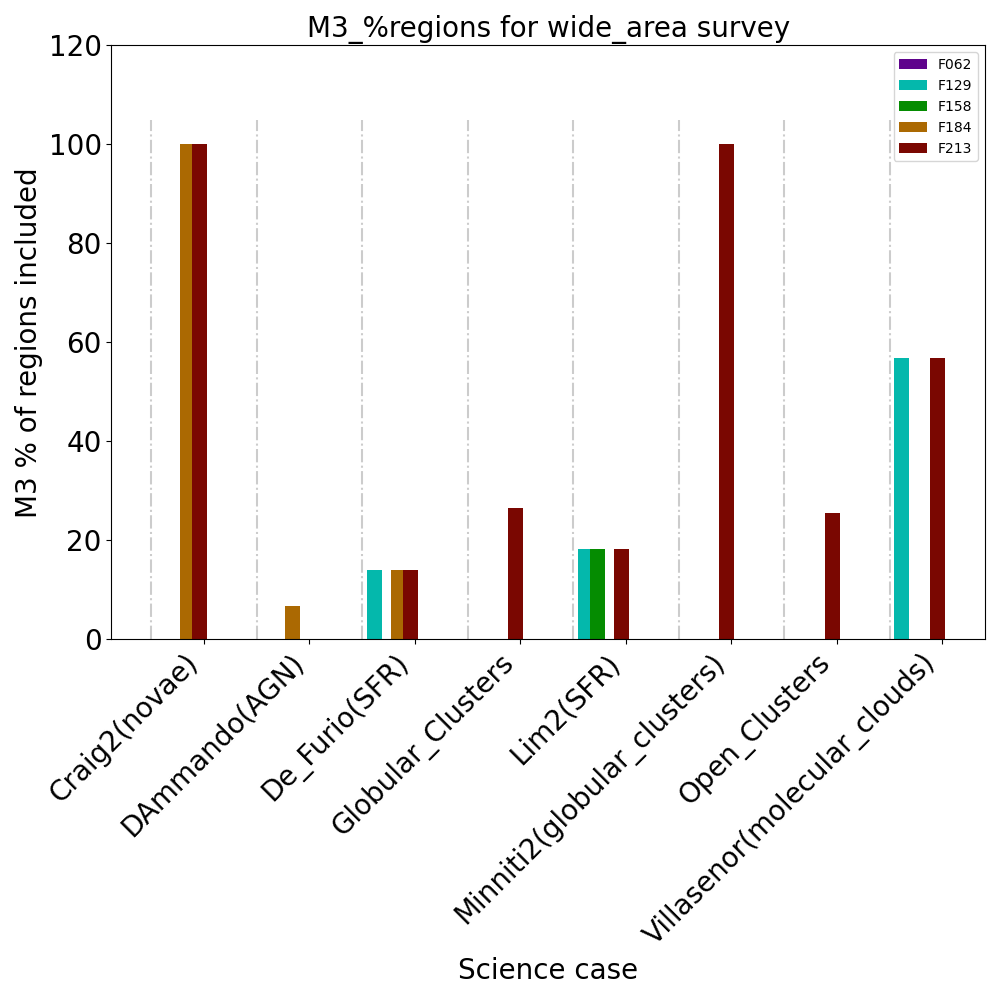 M3_%regions for wide_area survey
F062
F129
F158
F184
F213
M3 % of regions included
120
100
80
60
40
20
0
Craig2(novae)
DAmmando(AGN)
De_Furio(SFR)
Globular_Clusters
Lim2(SFR)
Minniti2(globular_clusters)
Open_Clusters
Villasenor(molecular_clouds)
Science case